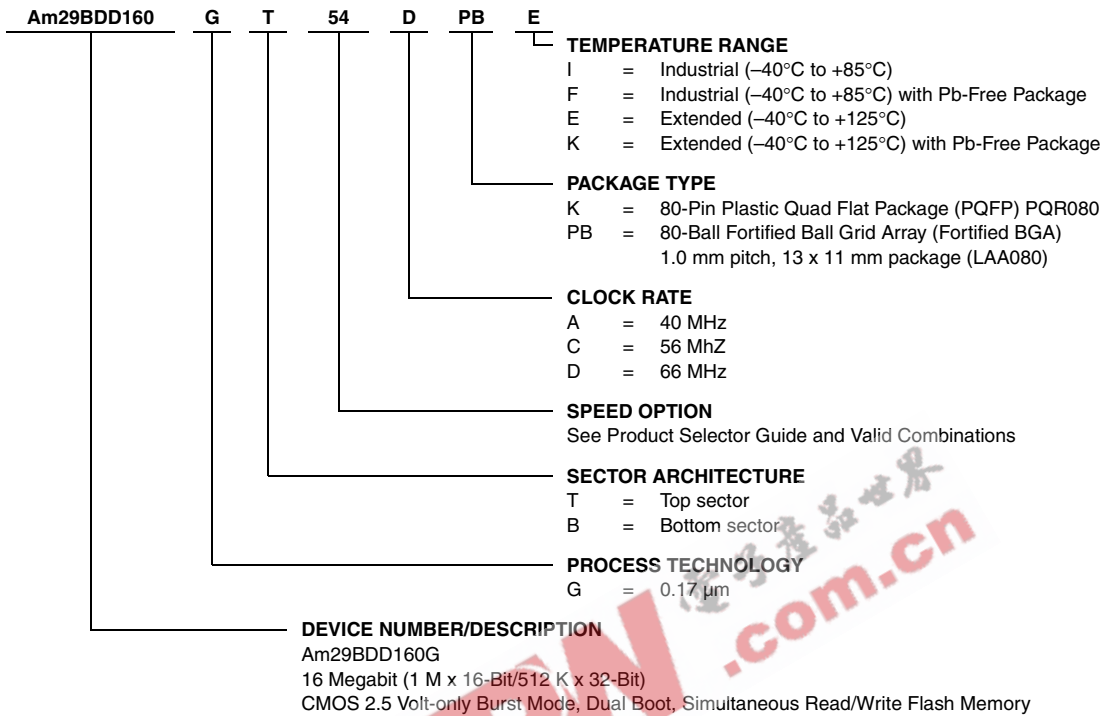 Am29BDD160 G T 54 D PB E
TEMPERATURE RANGE
I = Industrial (–40°C to +85°C)
F = Industrial (–40°C to +85°C) with Pb-Free Package
E = Extended (–40°C to +125°C)
K = Extended (–40°C to +125°C) with Pb-Free Package
PACKAGE TYPE
K = 80-Pin Plastic Quad Flat Package (PQFP) PQR080
PB = 80-Ball Fortified Ball Grid Array (Fortified BGA)
1.0 mm pitch, 13 x 11 mm package (LAA080)
CLOCK RATE
A = 40 MHz
C = 56 MhZ
D = 66 MHz
SPEED OPTION
See Product Selector Guide and Valid Combinations
SECTOR ARCHITECTURE
T = Top sector
B = Bottom sector
PROCESS TECHNOLOGY
G = 0.17 µm
DEVICE NUMBER/DESCRIPTION
Am29BDD160G
16 Megabit (1 M x 16-Bit/512 K x 32-Bit)
CMOS 2.5 Volt-only Burst Mode, Dual Boot, Simultaneous Read/Write Flash Memory
.com.cn